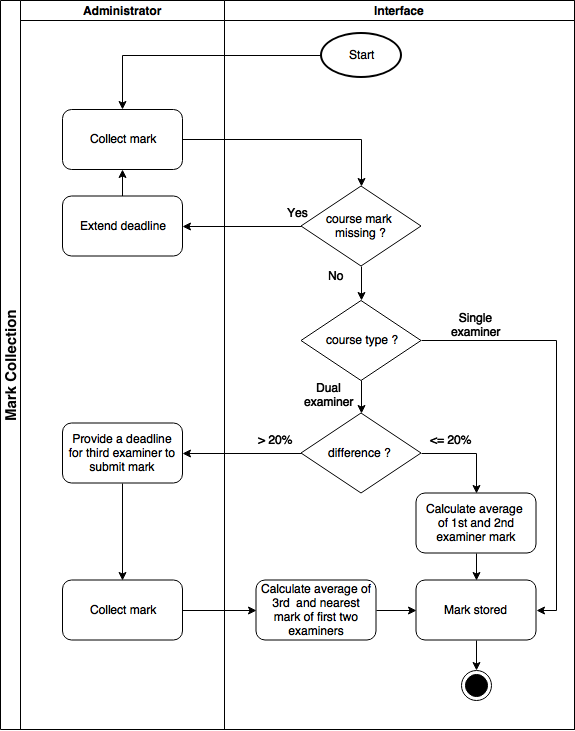 Administrator
Interface
Mark Collection
Start
Collect mark
Extend deadline
Yes
course mark
missing ?
No
course type ?
Single
examiner
Dual
examiner
Provide a deadline
for third examiner to
submit mark
> 20%
difference ?
<= 20%
Calculate average
of 1st and 2nd
examiner mark
Collect mark
Calculate average of
3rd and nearest
mark of first two
examiners
Mark stored